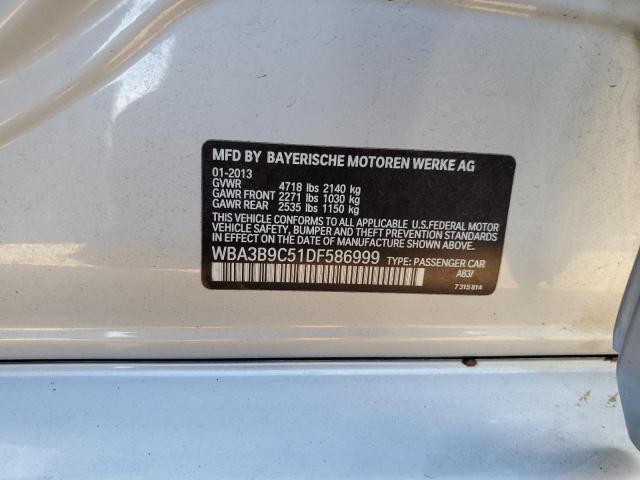 MFD BY BAYERISCHE MOTOREN WERKE AG
01-2013
GVWR 4718 lbs 2140 kg
GAWR FRONT 2271 lbs 1030 kg
GAWR REAR 2535 lbs 1150 kg
THIS VEHICLE CONFORMS TO ALL APPLICABLE U.S.FEDERAL MOTOR
VEHICLE SAFETY, BUMPER AND THEFT PREVENTION STANDARDS
IN EFFECT ON THE DATE OF MANUFACTURE SHOWN ABOVE.
WBA3B9C51DF586999 TYPE: PASSENGER CAR
A83/
7 315 814